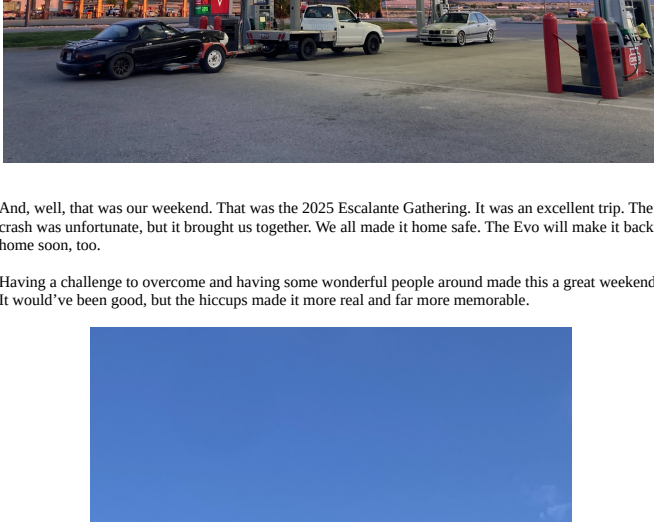 And, well, that was our weekend. That was the 2025 Escalante Gathering. It was an excellent trip. The
crash was unfortunate, but it brought us together. We all made it home safe. The Evo will make it back
home soon, too.
Having a challenge to overcome and having some wonderful people around made this a great weekend
It would’ve been good, but the hiccups made it more real and far more memorable.